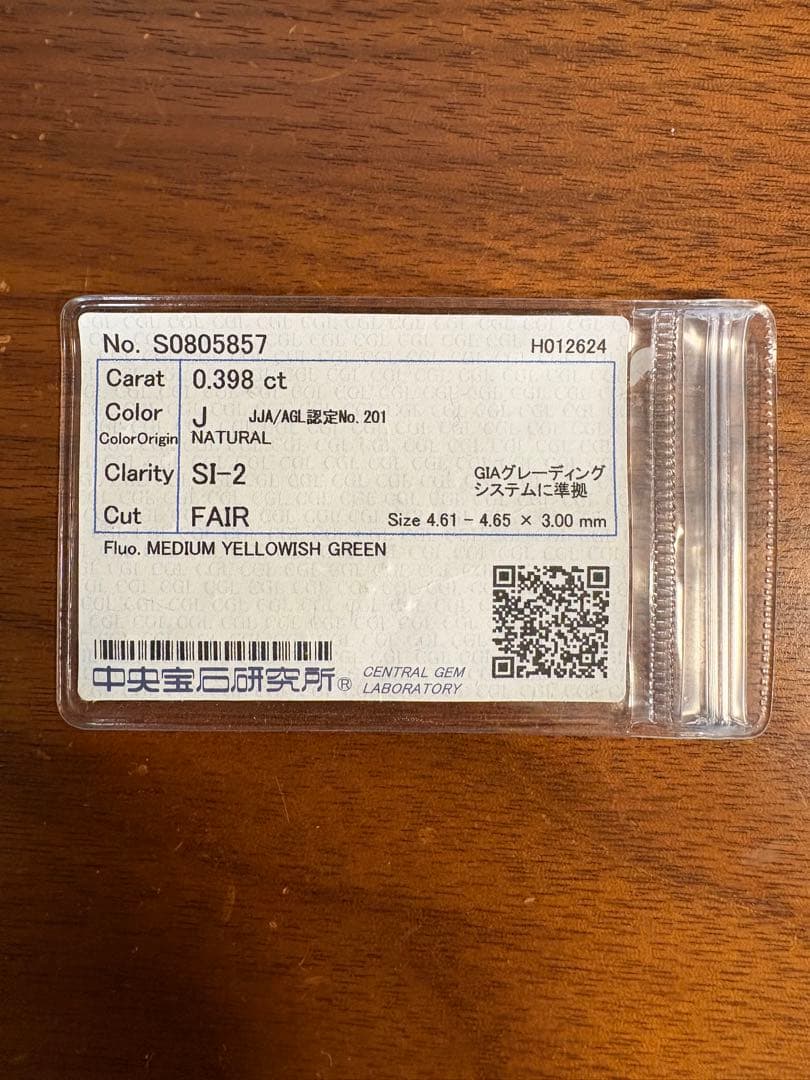 No. S0805857 H012624
Carat 0.398 ct
Color J JJA/AGL認定No. 201
ColorOrigin NATURAL
Clarity SI-2 GIAグレーディング
システムに準拠
Cut FAIR Size 4.61 - 4.65 × 3.00 mm
Fluo. MEDIUM YELLOWISH GREEN
中央宝石研究所® CENTRAL GEM
LABORATORY